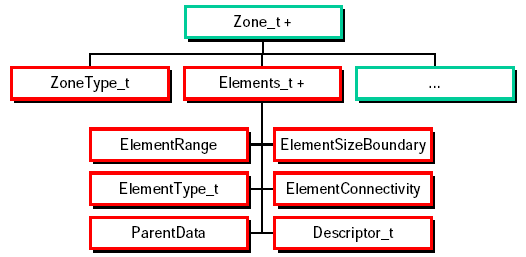 Zone_t +
ZoneType_t
Elements_t +
...
ElementRange
ElementSizeBoundary
ElementType_t
ElementConnectivity
ParentData
Descriptor_t